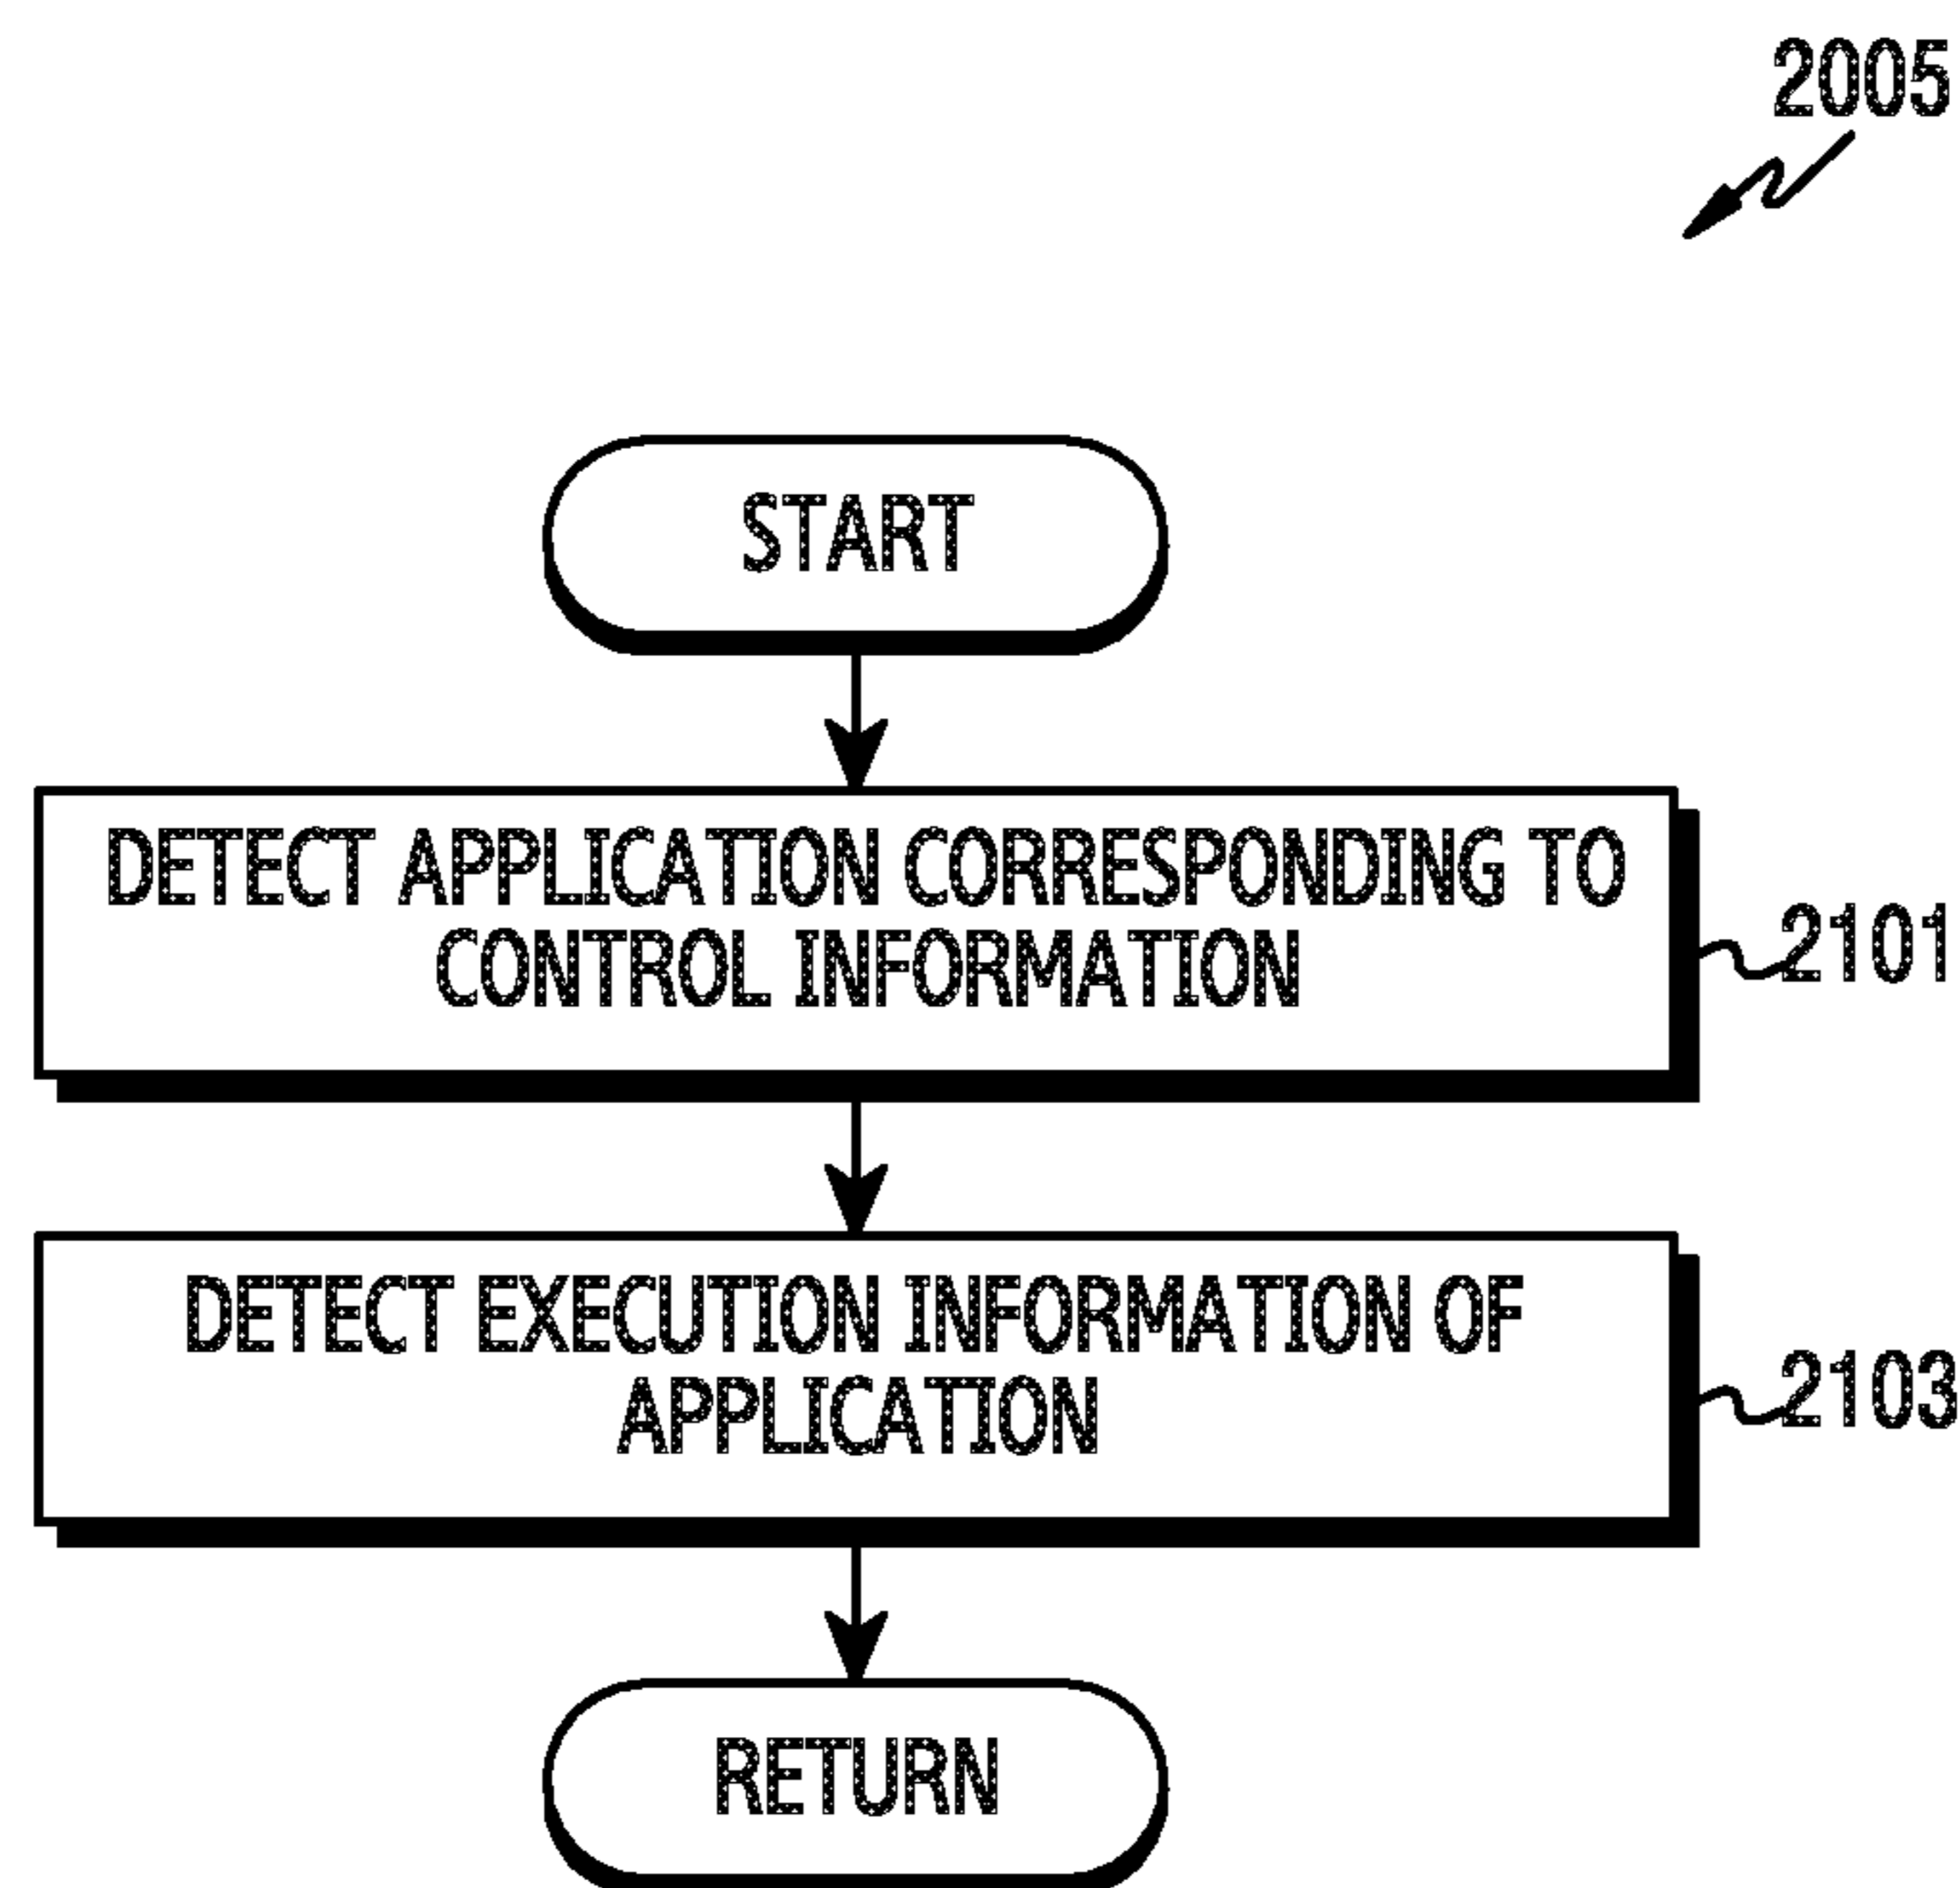 2005
START
DETECT APPLICATION CORRESPONDING TO
CONTROL INFORMATION
2101
DETECT EXECUTION INFORMATION OF
APPLICATION
2103
RETURN